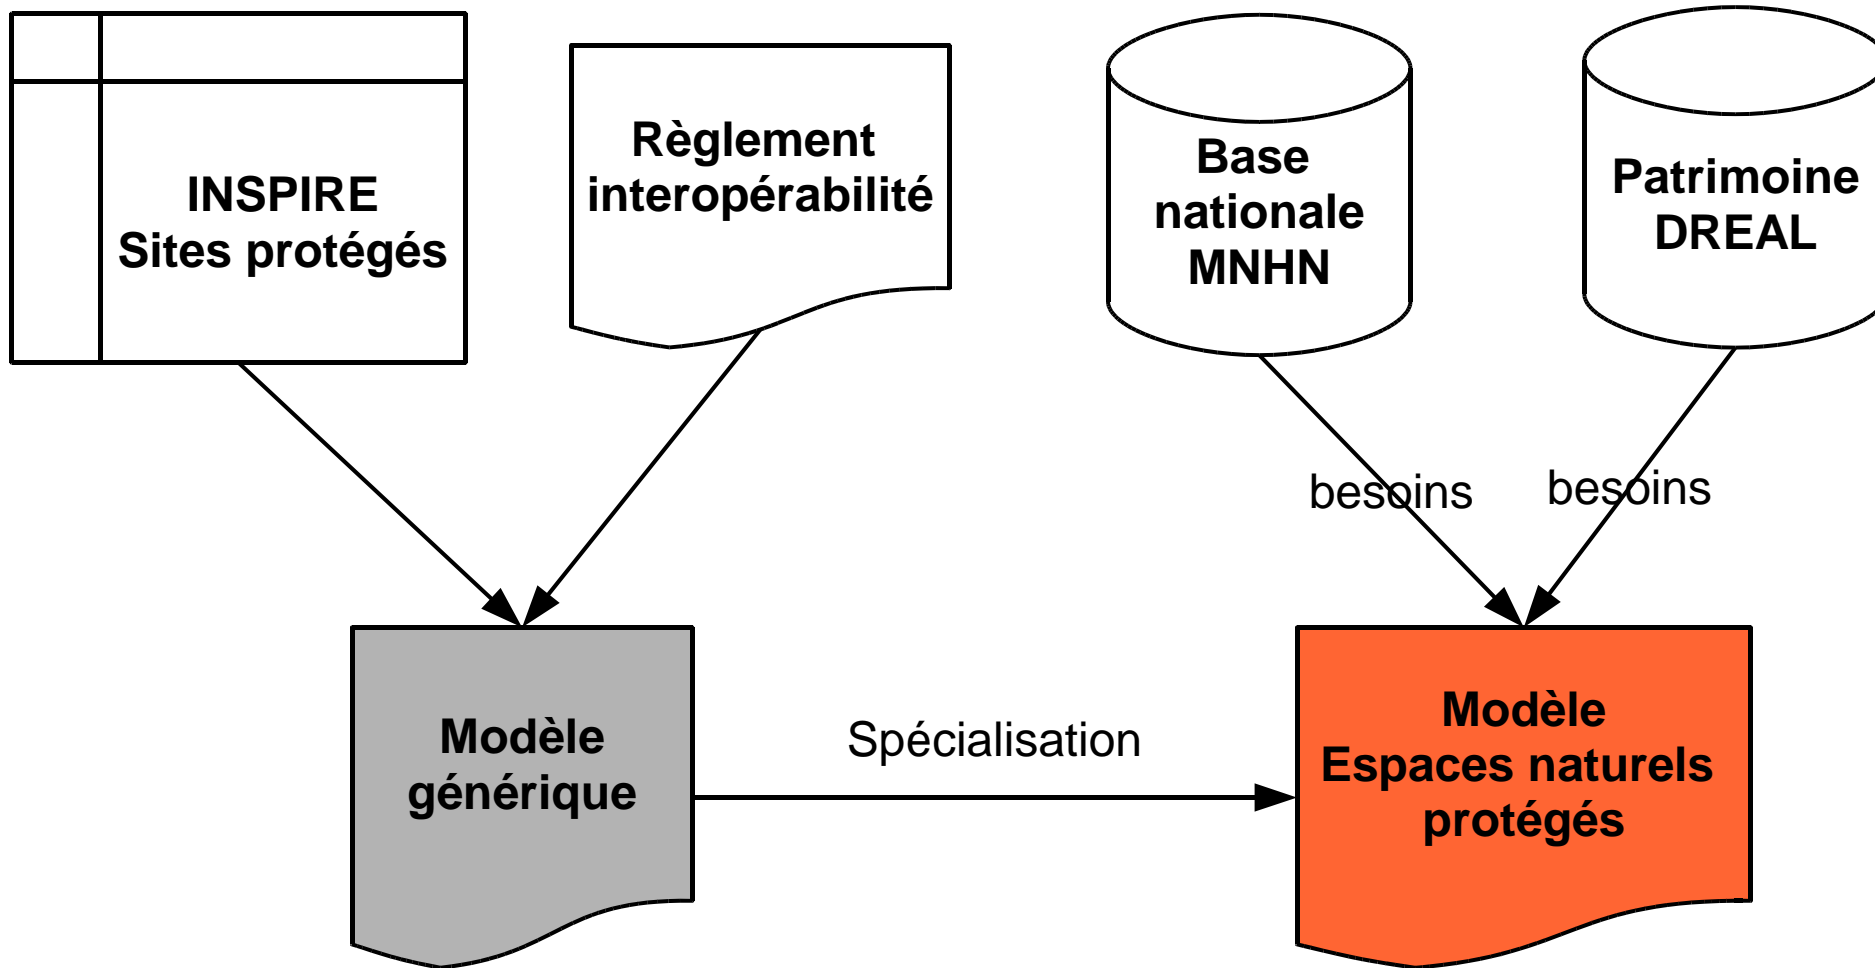 INSPIRE
Sites protégés
Règlement
interopérabilité
Base
nationale
MNHN
Patrimoine
DREAL
besoins
besoins
Modèle
générique
Spécialisation
Modèle
Espaces naturels
protégés